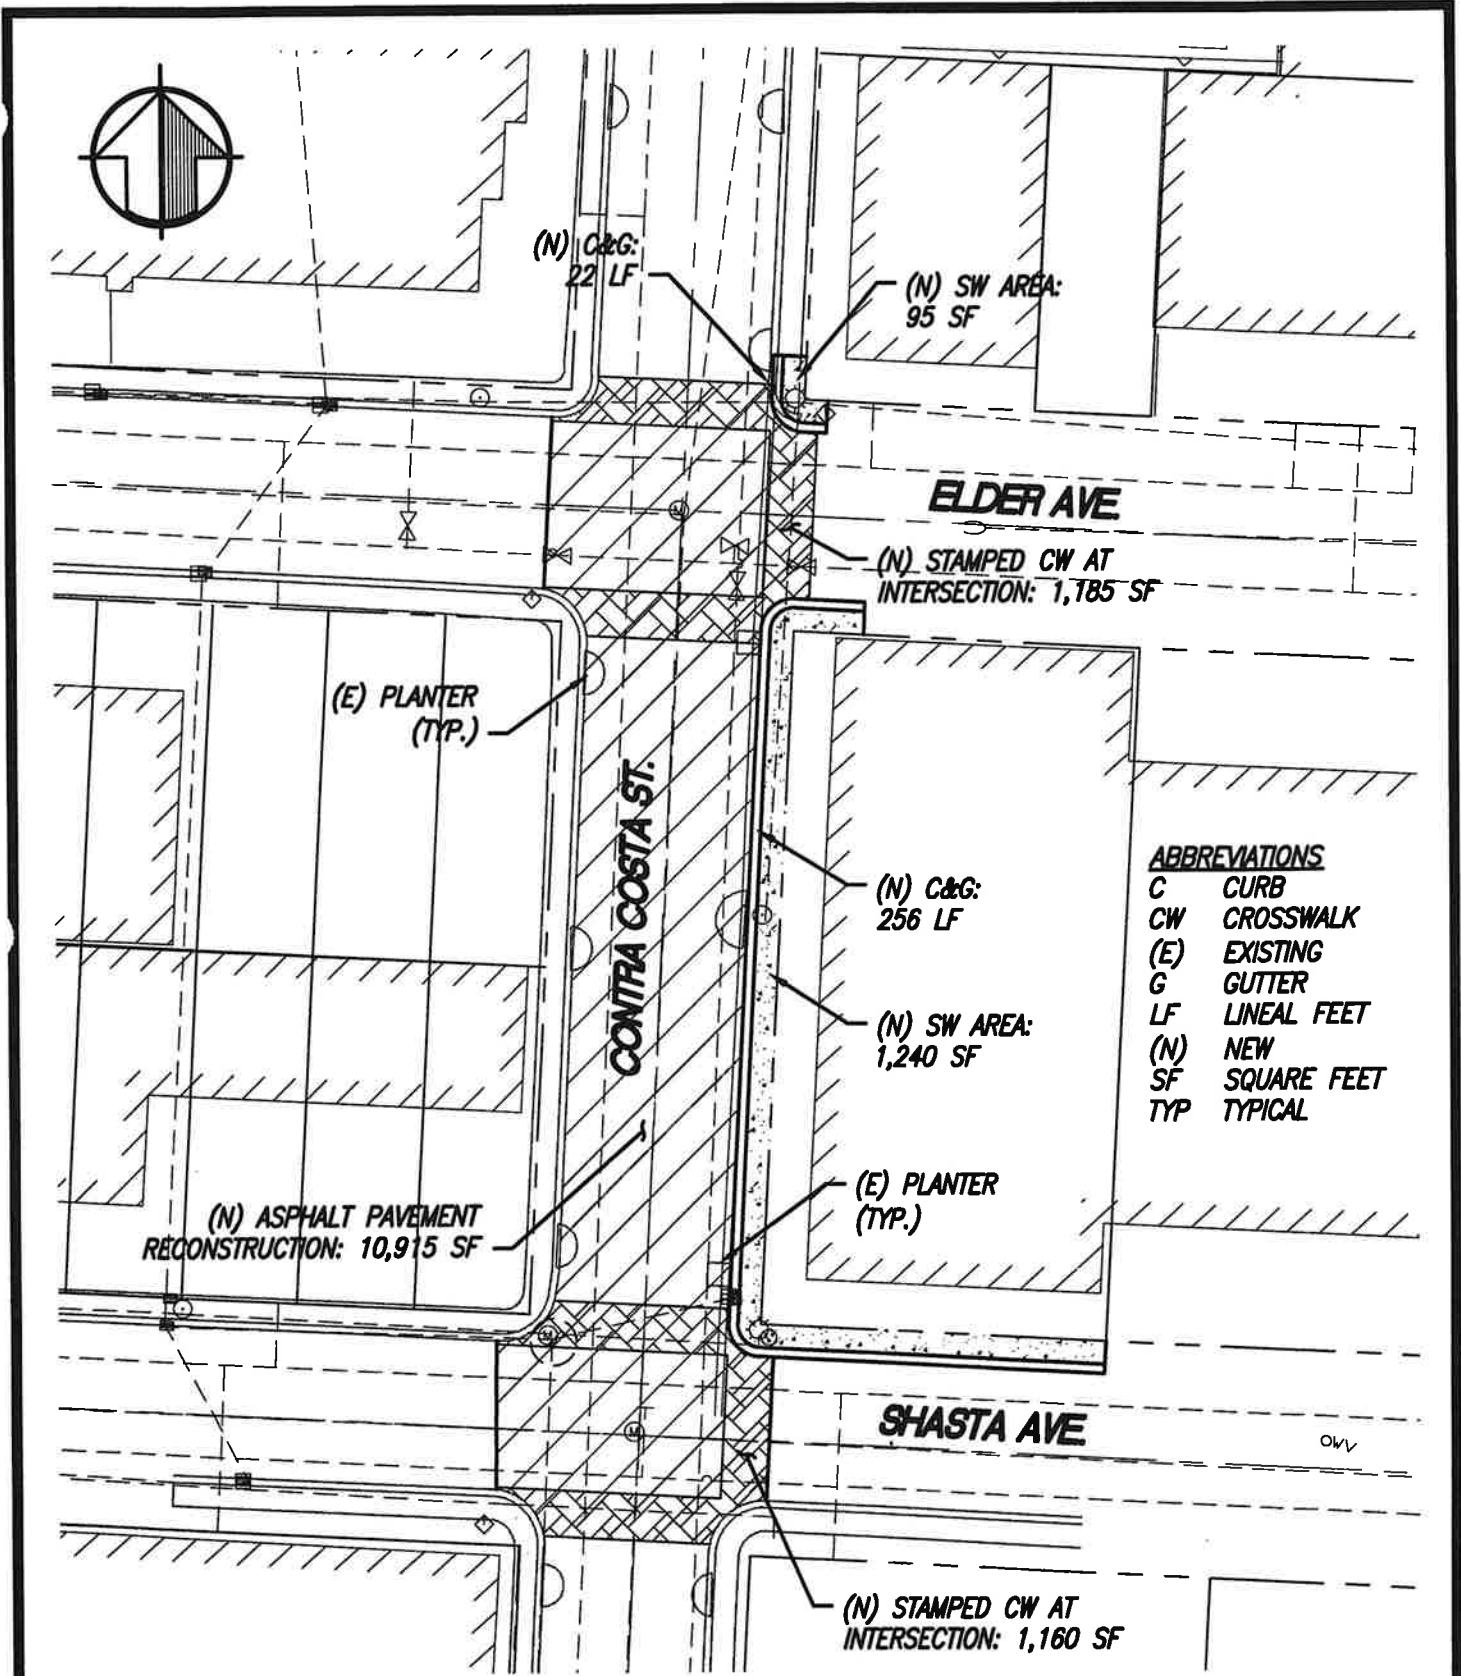 (N) C&G:
22 LF
(N) SW AREA:
95 SF
ELDER AVE.
(N) STAMPED CW AT
INTERSECTION: 1,185 SF
(E) PLANTER
(TYP.)
CONTRA COSTA ST.
ABBREVIATIONS
C CURB
CW CROSSWALK
(E) EXISTING
G GUTTER
LF LINEAL FEET
(N) NEW
SF SQUARE FEET
TYP TYPICAL
(N) C&G:
256 LF
(N) SW AREA:
1,240 SF
(E) PLANTER
(TYP.)
(N) ASPHALT PAVEMENT
RECONSTRUCTION: 10,915 SF
M
M
M
SHASTA AVE.
(N) STAMPED CW AT
INTERSECTION: 1,160 SF